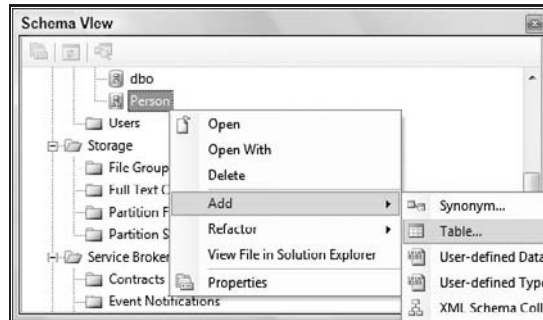 Schema View
dbo
Person
Users
Open
Open With
Storage
File Group
Delete
Full Text C
Add
Synonym...
Partition F
Refactor
Table...
Partition S
View File in Solution Explorer
User-defined Data
Service Broker
Properties
User-defined Type
Contracts
XML Schema Coll
Event Notifications